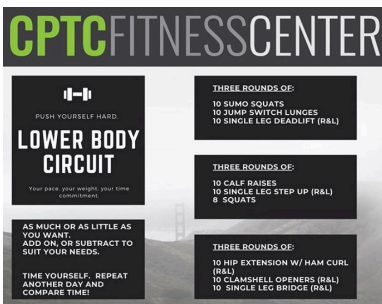 CPTCFITNESSCENTER
PUSH YOURSELF HARD.
LOWER BODY
CIRCUIT
Your pace, your weight, your time
commitment.
AS MUCH OR AS LITTLE AS
YOU WANT.
ADD ON, OR SUBTRACT TO
SUIT YOUR NEEDS.
TIME YOURSELF. REPEAT
ANOTHER DAY AND
COMPARE TIME!
THREE ROUNDS OF:
10 SUMO SQUATS
10 JUMP SWITCH LUNGES
10 SINGLE LEG DEADLIFT (R&L)
THREE ROUNDS OF:
10 CALF RAISES
10 SINGLE LEG STEP UP (R&L)
8 SQUATS
THREE ROUNDS OF:
10 HIP EXTENSION W/ HAM CURL
(R&L)
10 CLAMSHELL OPENERS (R&L)
10 SINGLE LEG BRIDGE (R&L)